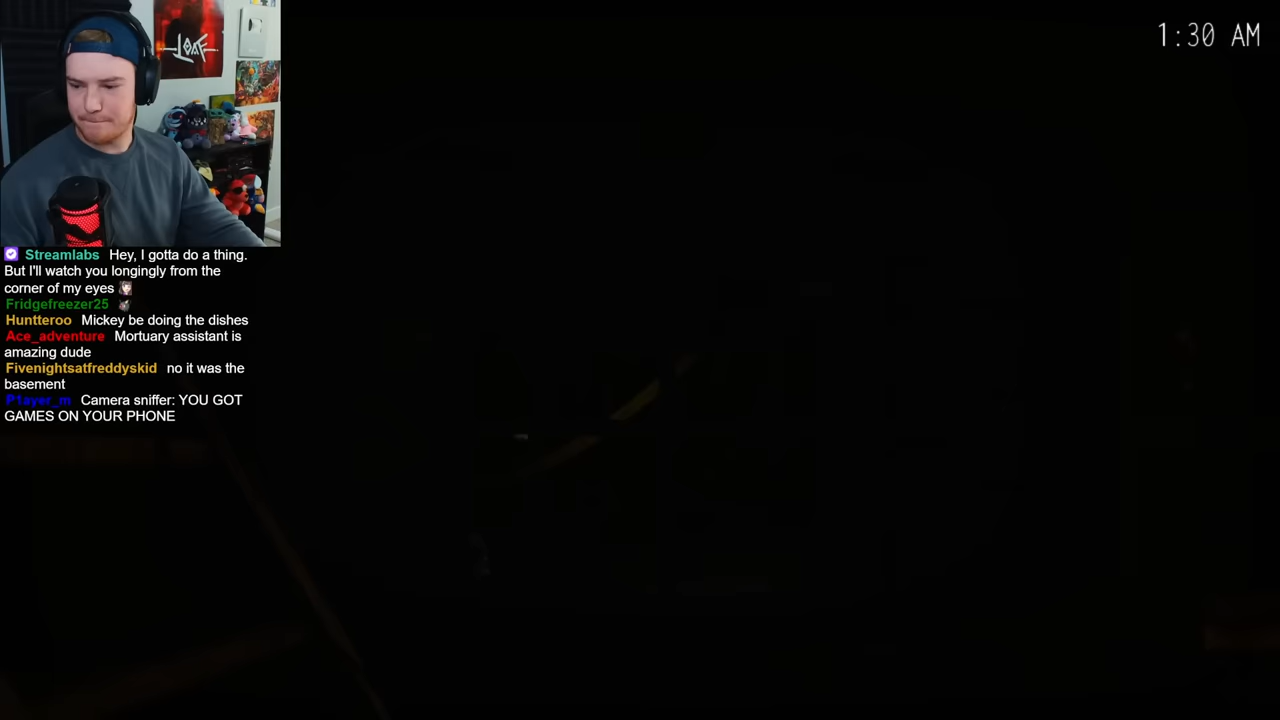 LOAF
1:30 AM
Streamlabs Hey, I gotta do a thing.
But I'll watch you longingly from the
corner of my eyes
Fridgefreezer25
Huntteroo Mickey be doing the dishes
Ace_adventure Mortuary assistant is
amazing dude
Fivenightsatfreddyskid no it was the
basement
P1ayer_m Camera sniffer: YOU GOT
GAMES ON YOUR PHONE